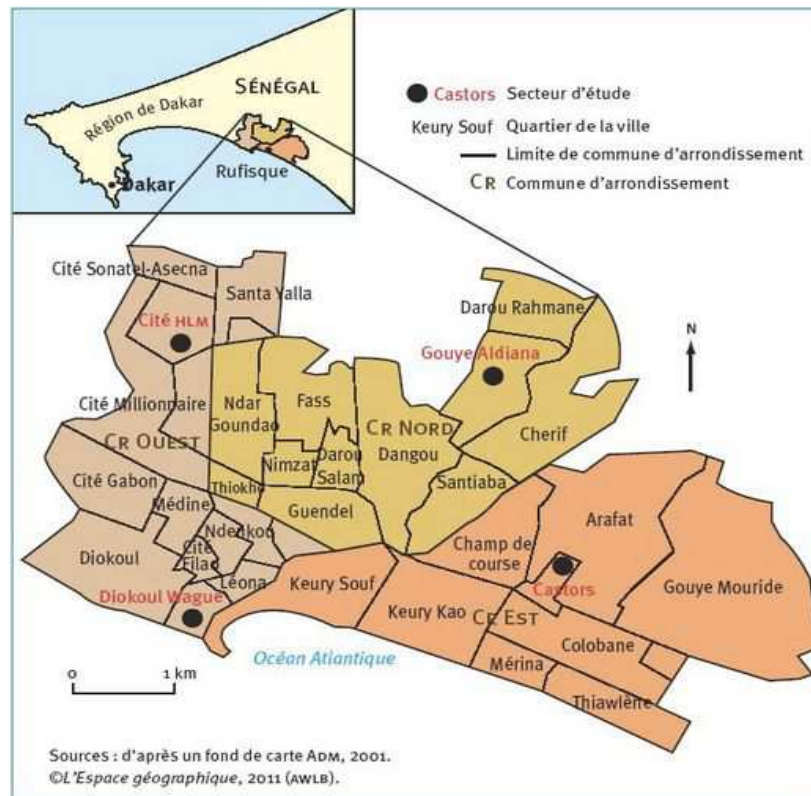 SÉNÉGAL
Région de Dakar
Dakar
Rufisque
Castors Secteur d'étude
Keury Souf Quartier de la ville
Limite de commune d'arrondissement
CR Commune d'arrondissement
N
Cité Sonatel-Asecna
Santa Yalla
Cité HLM
Cité Millionnaire
CR OUEST
Cité Gabon
Médine
Ndenkou
Cité
Filao
Diokoul
Léona
Diokoul Wague
Darou Rahmane
Gouye Aldiana
Ndar
Goundao
Fass
CR NORD
Dangou
Cherif
Nimzat
Darou
Salam
Santiaba
Thiokho
Guendel
Arafat
Champ de
course
Gouye Mouride
Castors
Keury Souf
Keury Kao
CR EST
Colobane
Mérina
Thiawlène
Océan Atlantique
0 1 km
Sources : d'après un fond de carte ADM, 2001.
©L'Espace géographique, 2011 (AWLB).